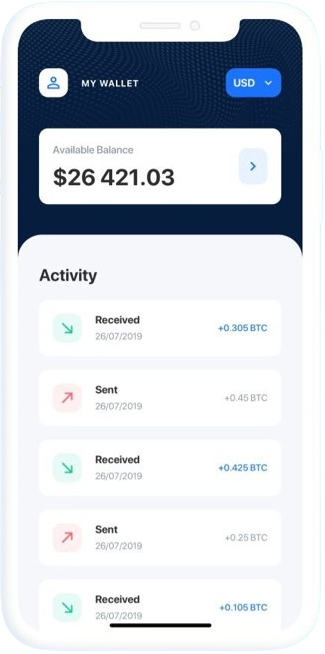 MY WALLET
USD
Available Balance
$26 421.03
Activity
Received
+0.305 BTC
26/07/2019
Sent
+0.45 BTC
26/07/2019
Received
+0.425 BTC
26/07/2019
Sent
+0.25 BTC
26/07/2019
Received
+0.105 BTC
26/07/2019